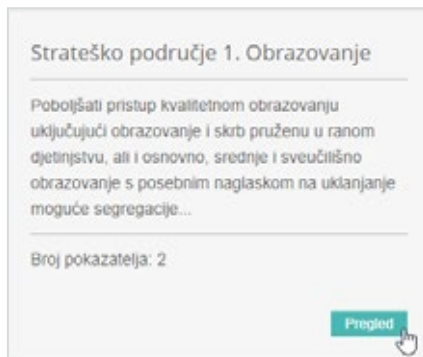 Strateško područje 1. Obrazovanje
Poboljšati pristup kvalitetnom obrazovanju
uključujući obrazovanje i skrb pruženu u ranom
djetinjstvu, ali i osnovno, srednje i sveučilišno
obrazovanje s posebnim naglaskom na uklanjanje
moguće segregacije...
Broj pokazatelja: 2
Pregled